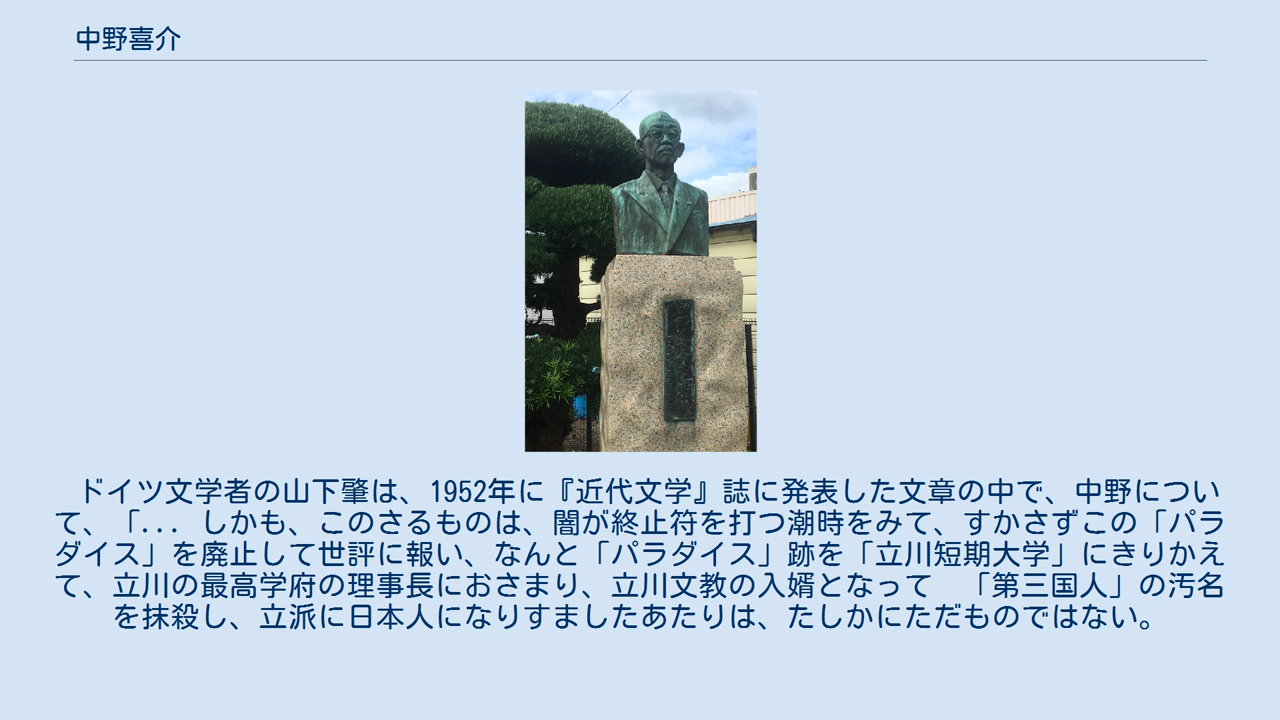 中野喜介
ドイツ文学者の山下肇は、1952年に『近代文学』誌に発表した文章の中で、中野につい
て、「... しかも、このさるものは、闇が終止符を打つ潮時をみて、すかさずこの「パラ
ダイス」を廃止して世評に報い、なんと「パラダイス」跡を「立川短期大学」にきりかえ
て、立川の最高学府の理事長におさまり、立川文教の入婿となって　「第三国人」の汚名
を抹殺し、立派に日本人になりすましたあたりは、たしかにただものではない。